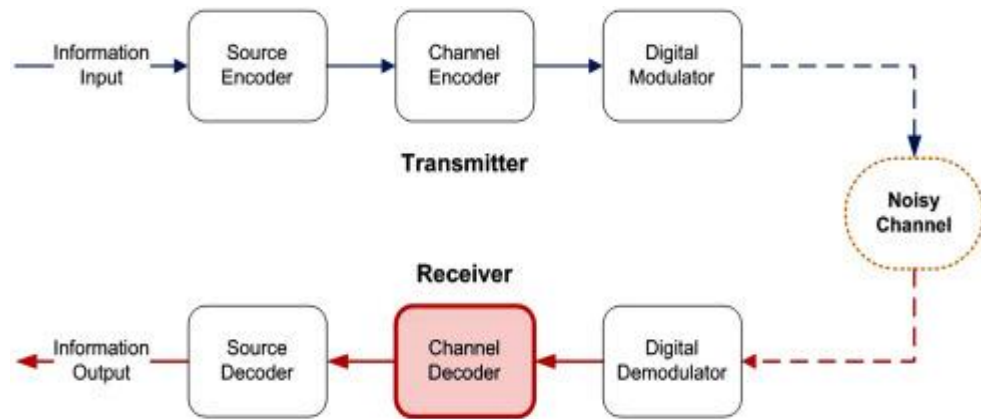 Information
Input
Source
Encoder
Channel
Encoder
Digital
Modulator
Transmitter
Noisy
Channel
Receiver
Information
Output
Source
Decoder
Channel
Decoder
Digital
Demodulator